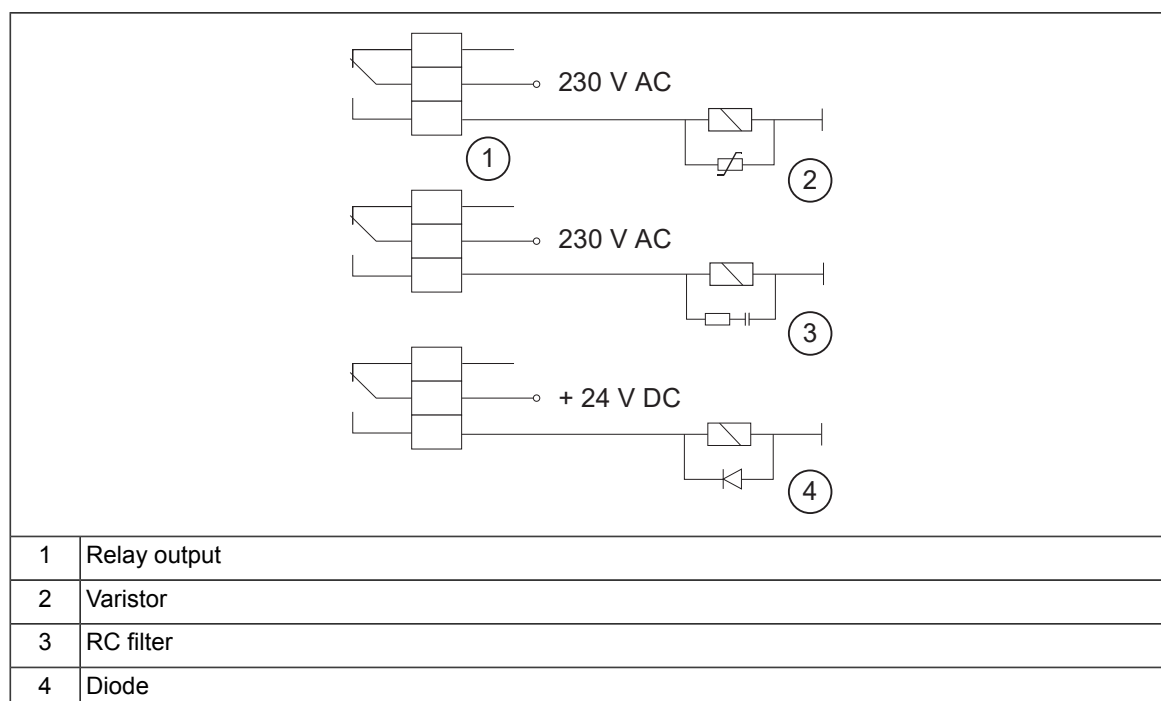 230 V AC
1
2
230 V AC
3
+ 24 V DC
4
1 Relay output
2 Varistor
3 RC filter
4 Diode